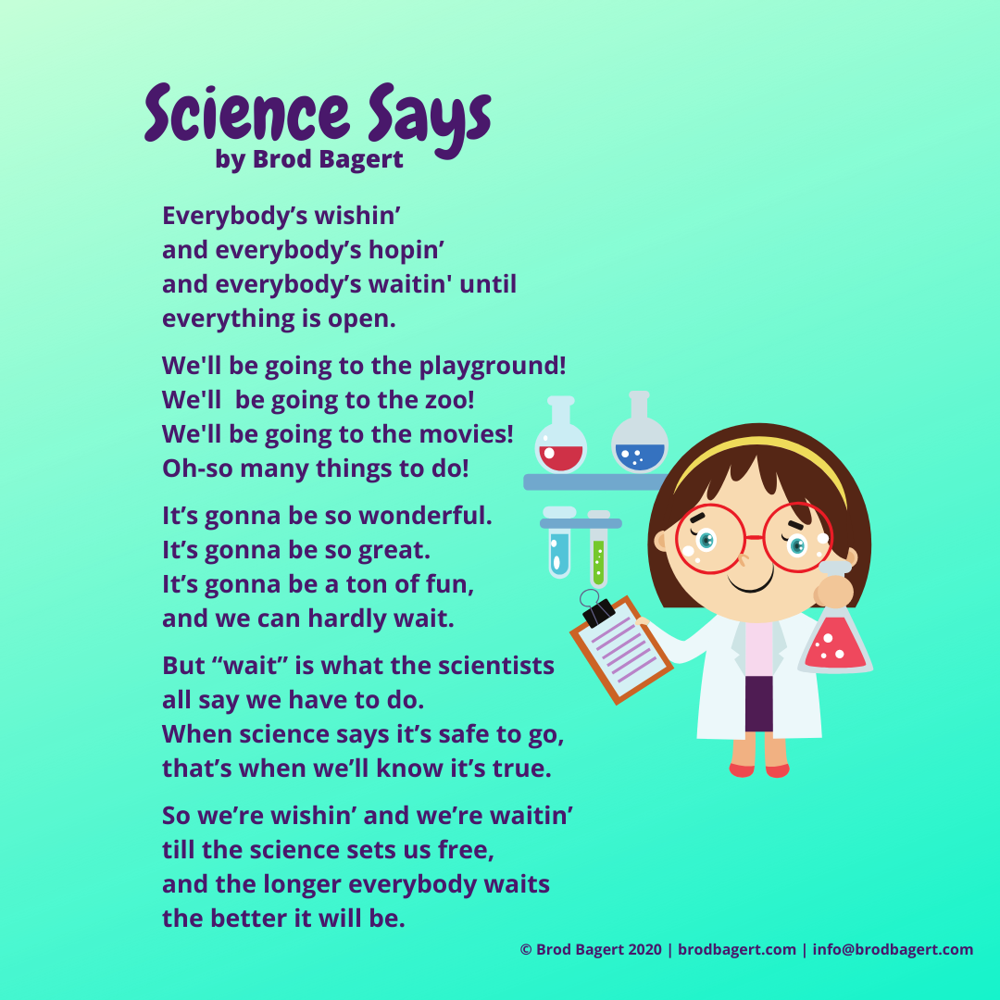 Science Says
by Brod Bagert
Everybody’s wishin’
and everybody’s hopin’
and everybody’s waitin' until
everything is open.
We'll be going to the playground!
We'll  be going to the zoo!
We'll be going to the movies!
Oh-so many things to do!
It’s gonna be so wonderful.
It’s gonna be so great.
It’s gonna be a ton of fun,
and we can hardly wait.
But “wait” is what the scientists
all say we have to do.
When science says it’s safe to go,
that’s when we’ll know it’s true.
So we’re wishin’ and we’re waitin’
till the science sets us free,
and the longer everybody waits
the better it will be.
© Brod Bagert 2020 | brodbagert.com | info@brodbagert.com